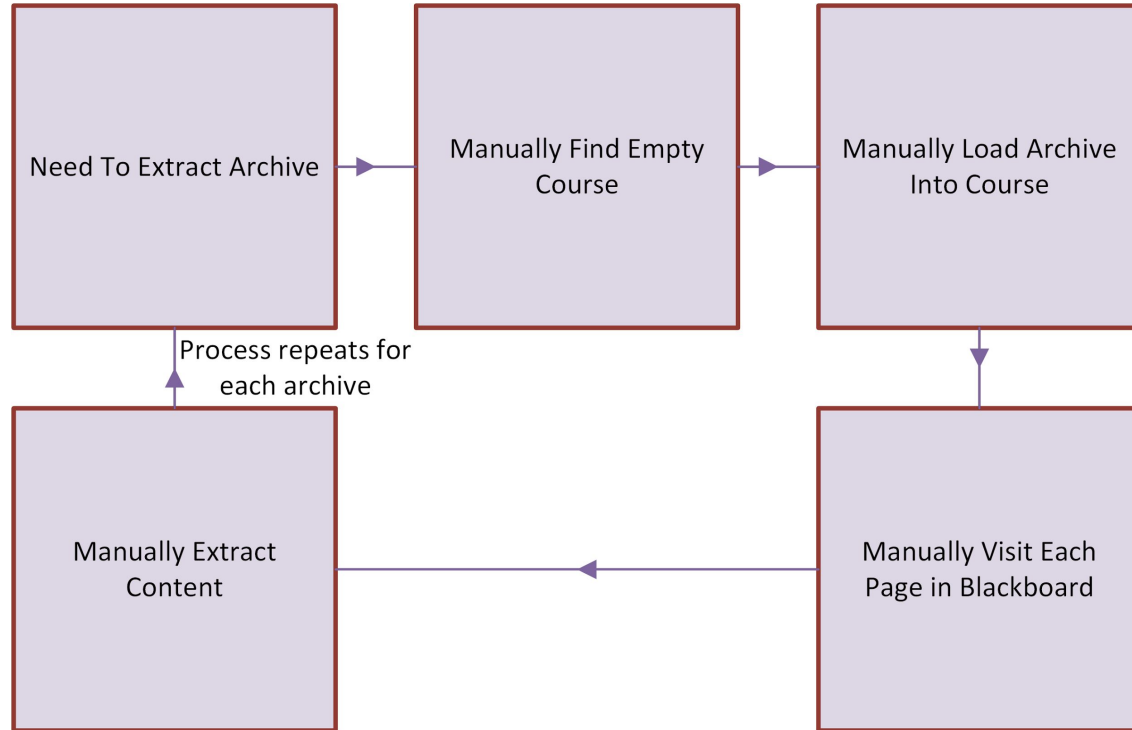 Need To Extract Archive
Manually Find Empty
Course
Manually Load Archive
Into Course
Process repeats for
each archive
Manually Extract
Content
Manually Visit Each
Page in Blackboard